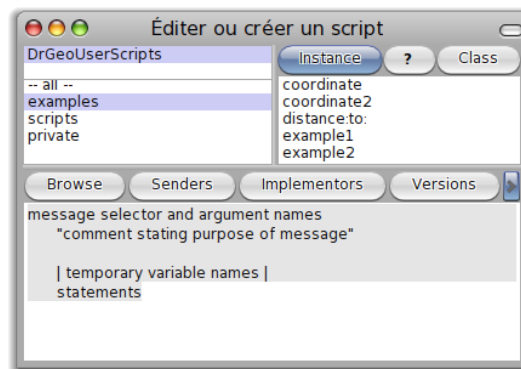 Éditer ou créer un script
DrGeoUserScripts
Instance ? Class
-- all --
examples
scripts
private
coordinate
coordinate2
distance:to:
example1
example2
Browse Senders Implementors Versions
message selector and argument names
"comment stating purpose of message"
| temporary variable names |
statements